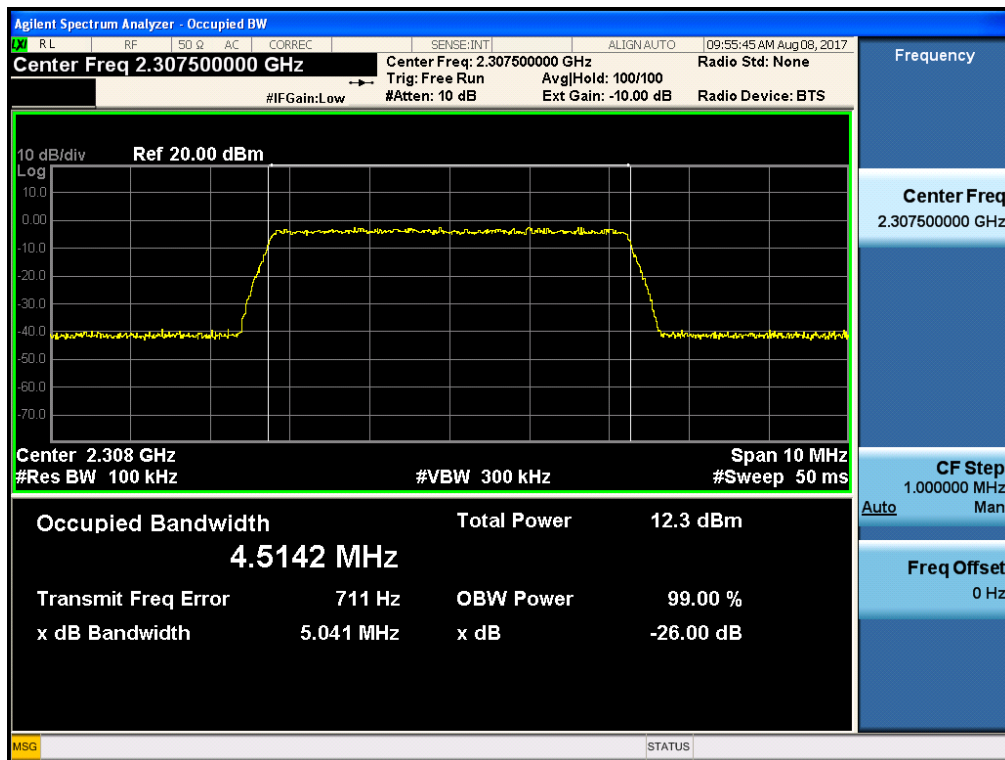 Agilent Spectrum Analyzer - Occupied BW
LXI RL RF 50 Ω AC CORREC SENSE:INT ALIGN AUTO 09:55:45 AM Aug 08, 2017
Center Freq 2.307500000 GHz
Center Freq: 2.307500000 GHz
Radio Std: None
Trig: Free Run
Avg|Hold: 100/100
#IFGain:Low
#Atten: 10 dB
Ext Gain: -10.00 dB
Radio Device: BTS
10 dB/div
Ref 20.00 dBm
Log
10.0
0.00
-10.0
-20.0
-30.0
-40.0
-50.0
-60.0
-70.0
Center 2.308 GHz
Span 10 MHz
#Res BW 100 kHz
#VBW 300 kHz
#Sweep 50 ms
Occupied Bandwidth
4.5142 MHz
Total Power 12.3 dBm
Transmit Freq Error 711 Hz
OBW Power 99.00 %
x dB Bandwidth 5.041 MHz
x dB -26.00 dB
Frequency
Center Freq
2.307500000 GHz
CF Step
1.000000 MHz
Auto Man
Freq Offset
0 Hz
MSG
STATUS